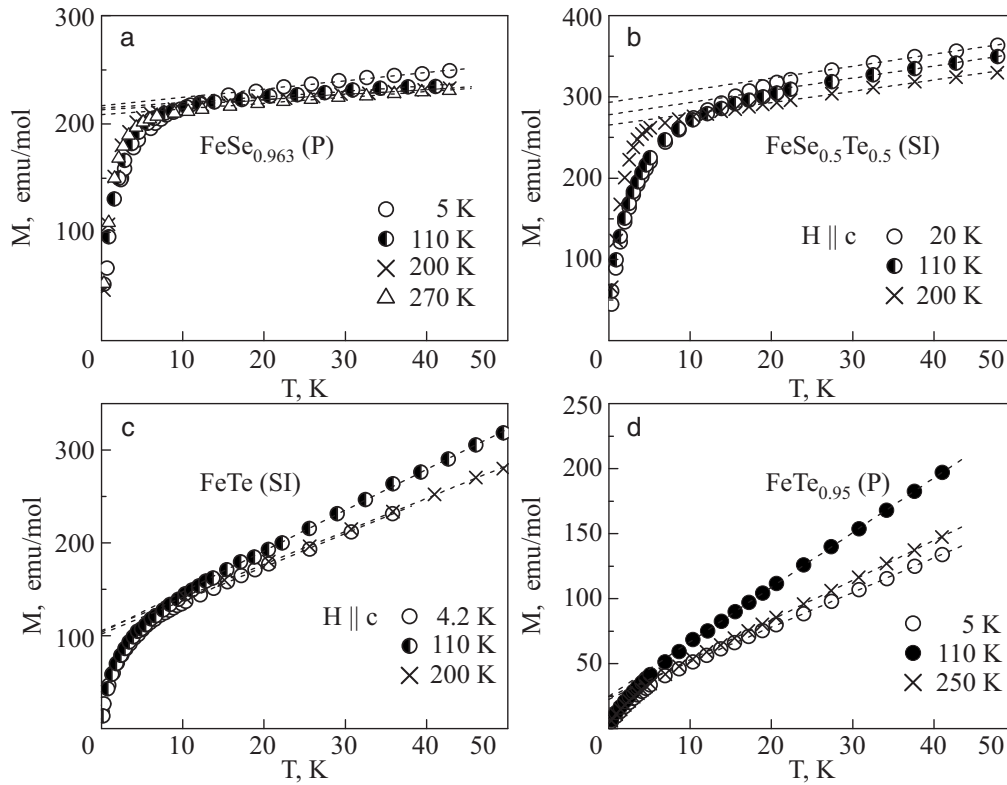 a
300
200
100
0
M, emu/mol
FeSe0.963 (P)
5 K
110 K
200 K
270 K
0 10 20 30 40 50
T, K
b
400
300
200
100
0
M, emu/mol
FeSe0.5Te0.5 (SI)
H || c
20 K
110 K
200 K
0 10 20 30 40 50
T, K
c
300
200
100
M, emu/mol
FeTe (SI)
H || c
4.2 K
110 K
200 K
0 10 20 30 40 50
T, K
d
250
200
150
100
50
M, emu/mol
FeTe0.95 (P)
5 K
110 K
250 K
0 10 20 30 40 50
T, K